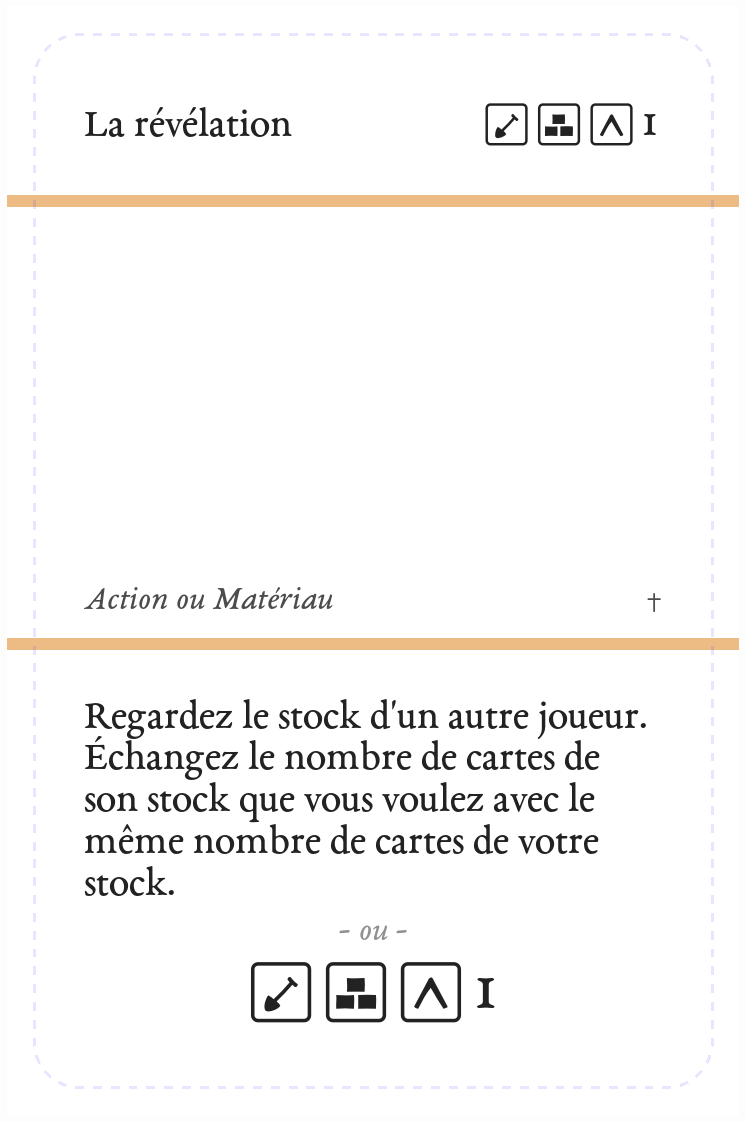 La révélation I
Action ou Matériau †
Regardez le stock d'un autre joueur.
Échangez le nombre de cartes de
son stock que vous voulez avec le
même nombre de cartes de votre
stock.
- ou -
I